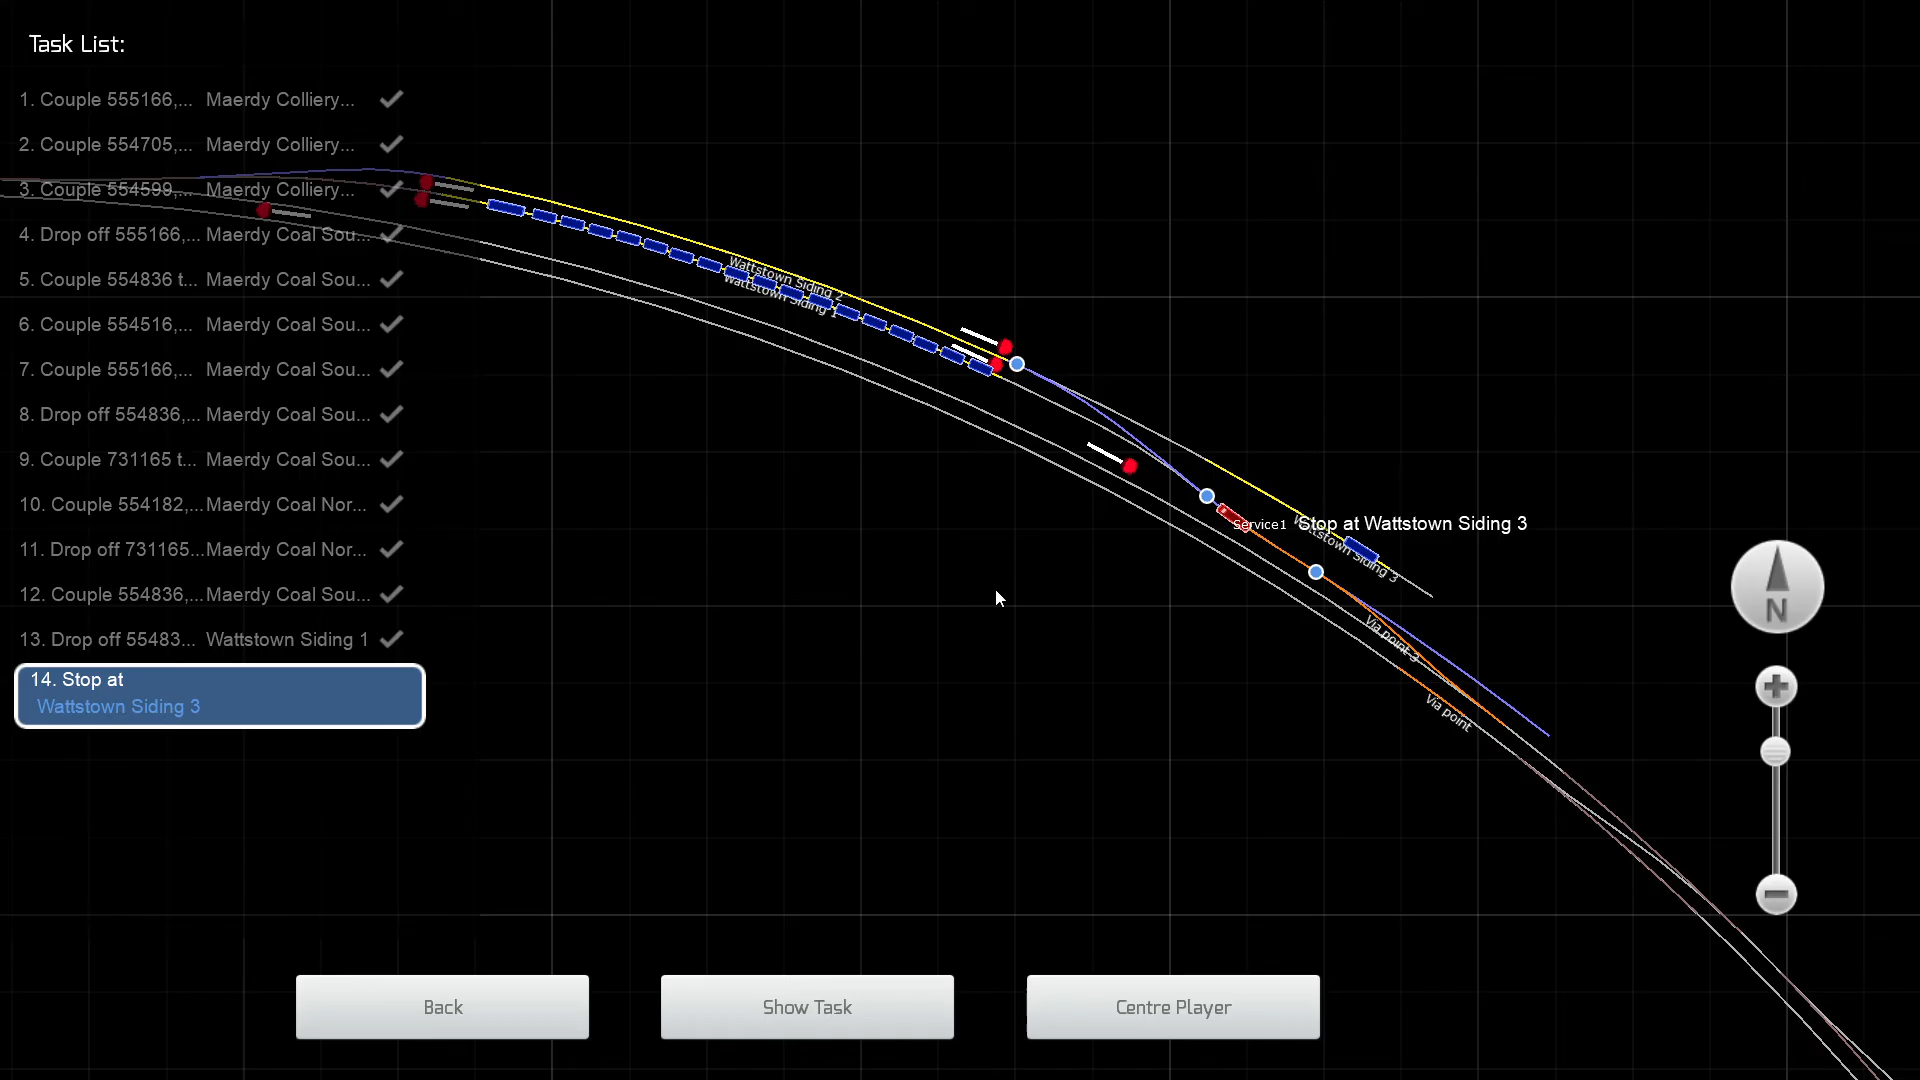 Task List:
1. Couple 555166,... Maerdy Colliery...
2. Couple 554705,... Maerdy Colliery...
3. Couple 554599,... Maerdy Colliery...
4. Drop off 555166,... Maerdy Coal Sou...
5. Couple 554836 t... Maerdy Coal Sou...
6. Couple 554516,... Maerdy Coal Sou...
7. Couple 555166,... Maerdy Coal Sou...
8. Drop off 554836,... Maerdy Coal Sou...
9. Couple 731165 t... Maerdy Coal Sou...
10. Couple 554182,... Maerdy Coal Nor...
11. Drop off 731165... Maerdy Coal Nor...
12. Couple 554836,... Maerdy Coal Sou...
13. Drop off 55483... Wattstown Siding 1
14. Stop at
Wattstown Siding 3
Wattstown Siding 2
Wattstown Siding 1
Service1
Stop at Wattstown Siding 3
Wattstown Siding 3
Via point 3
Via point
N
Back
Show Task
Centre Player